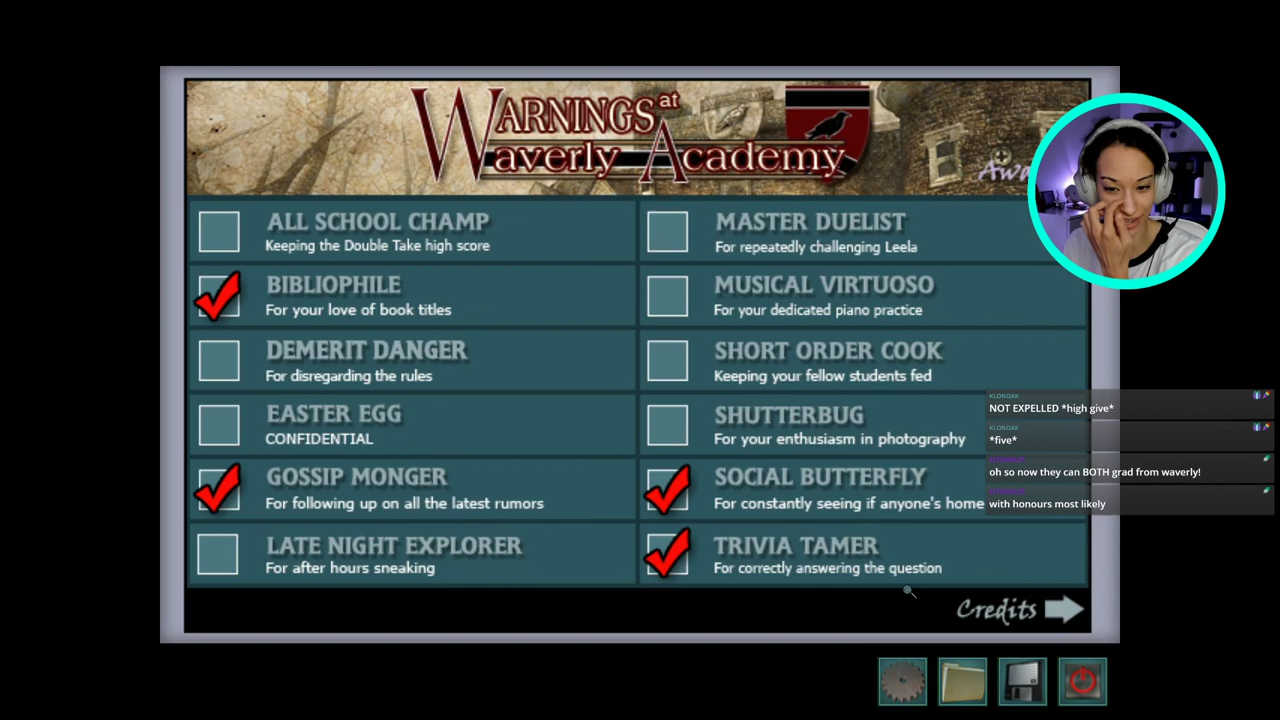 WARNINGS at
Waverly Academy
ALL SCHOOL CHAMP
Keeping the Double Take high score
MASTER DUELIST
For repeatedly challenging Leela
BIBLIOPHILE
For your love of book titles
MUSICAL VIRTUOSO
For your dedicated piano practice
DEMERIT DANGER
For disregarding the rules
SHORT ORDER COOK
Keeping your fellow students fed
EASTER EGG
CONFIDENTIAL
SHUTTERBUG
For your enthusiasm in photography
GOSSIP MONGER
For following up on all the latest rumors
SOCIAL BUTTERFLY
For constantly seeing if anyone's home
LATE NIGHT EXPLORER
For after hours sneaking
TRIVIA TAMER
For correctly answering the question
Credits
KLONOAK
NOT EXPELLED *high give*
KLONOAK
*five*
oh so now they can BOTH grad from waverly!
with honours most likely